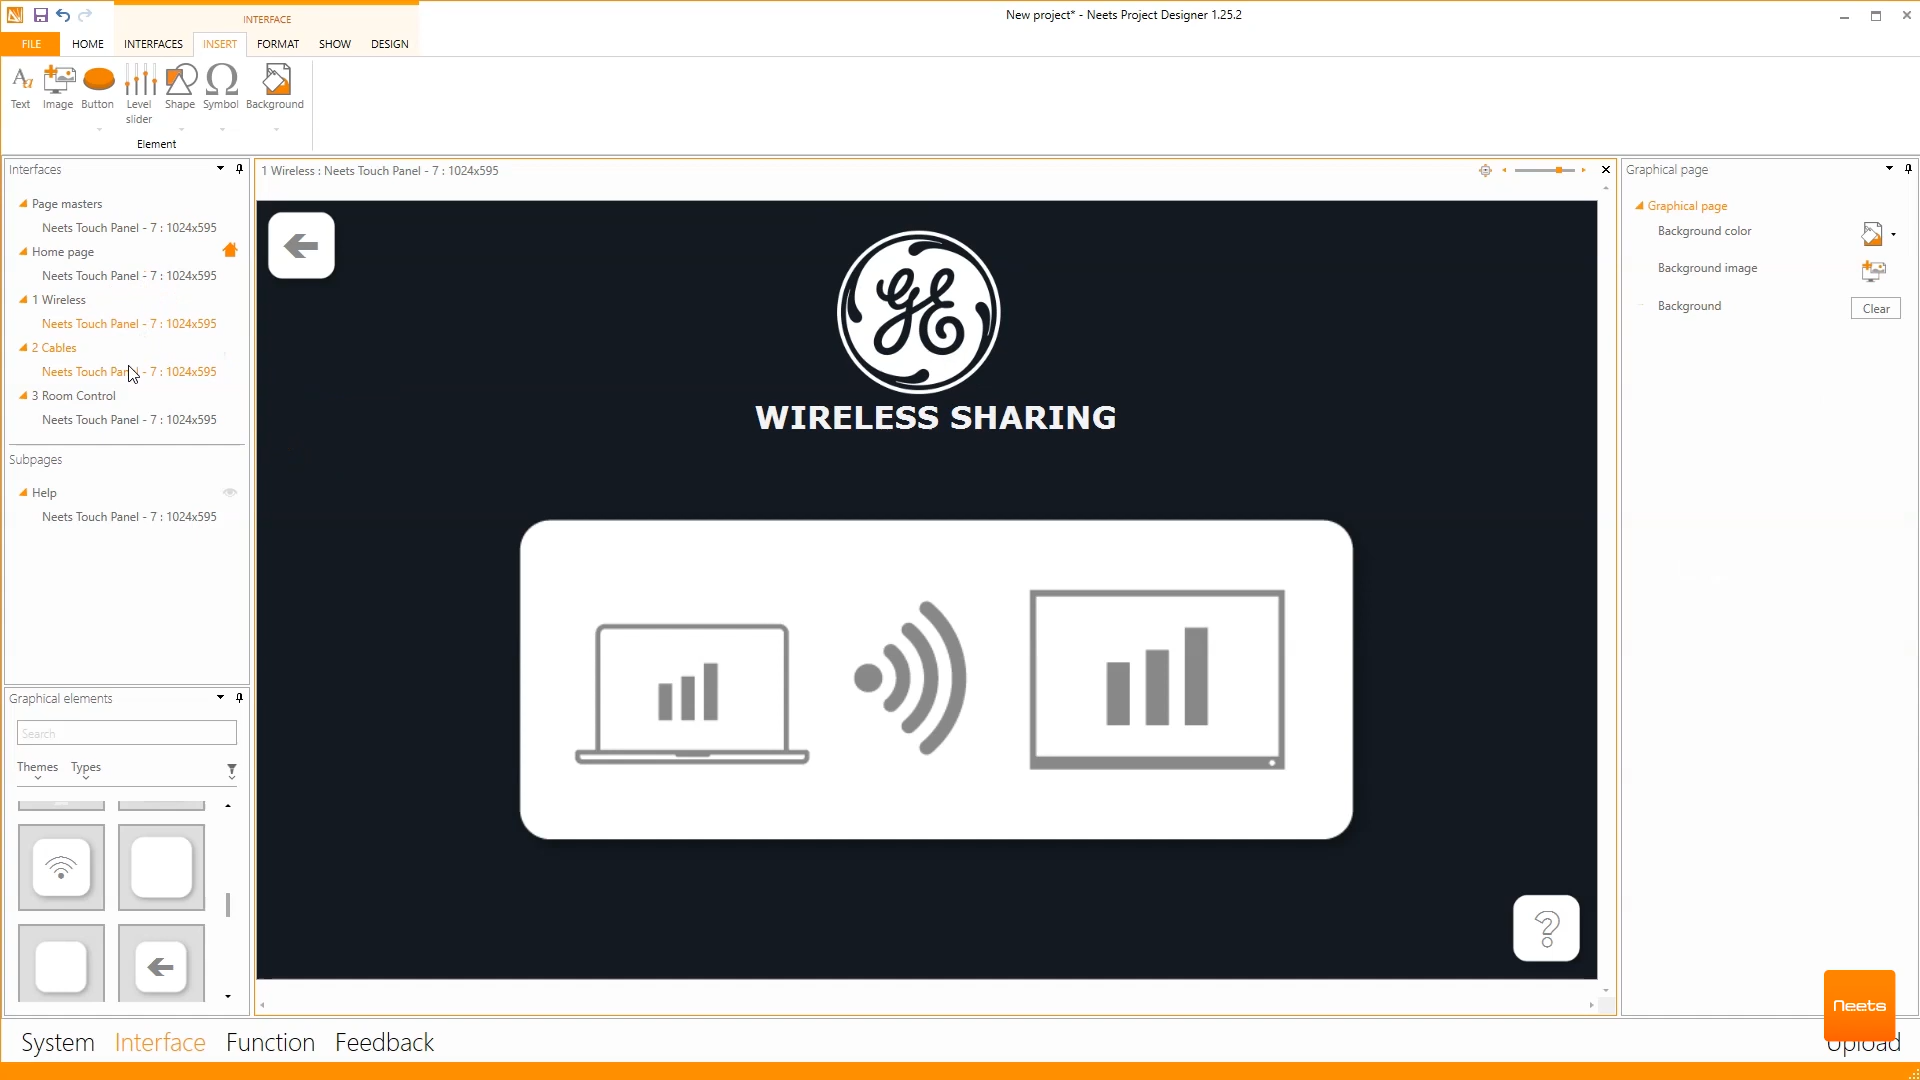 New project* - Neets Project Designer 1.25.2
INTERFACE
FILE HOME INTERFACES INSERT FORMAT SHOW DESIGN
Text Image Button Level slider Shape Symbol Background
Element
Interfaces
Page masters
Neets Touch Panel - 7 : 1024x595
Home page
Neets Touch Panel - 7 : 1024x595
1 Wireless
Neets Touch Panel - 7 : 1024x595
2 Cables
Neets Touch Panel - 7 : 1024x595
3 Room Control
Neets Touch Panel - 7 : 1024x595
Subpages
Help
Neets Touch Panel - 7 : 1024x595
Graphical elements
Search
Themes Types
1 Wireless : Neets Touch Panel - 7 : 1024x595
GE
WIRELESS SHARING
?
Graphical page
Graphical page
Background color
Background image
Background Clear
Neets
System Interface Function Feedback Upload